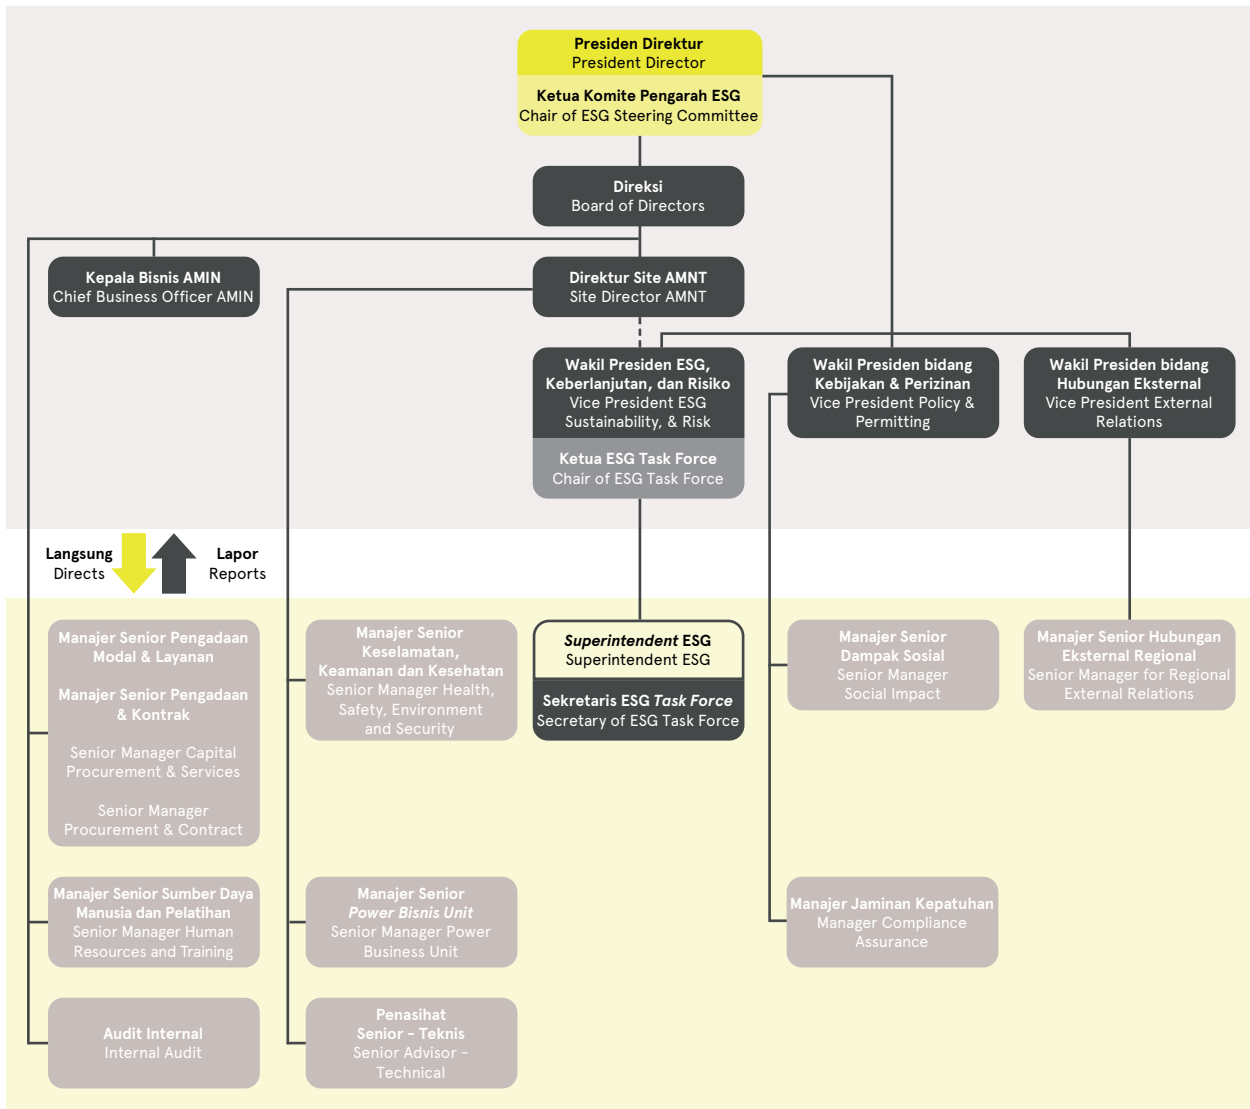 Presiden Direktur
President Director
Ketua Komite Pengarah ESG
Chair of ESG Steering Committee
Direksi
Board of Directors
Kepala Bisnis AMIN
Chief Business Officer AMIN
Direktur Site AMNT
Site Director AMNT
Wakil Presiden ESG,
Keberlanjutan, dan Risiko
Vice President ESG
Sustainability, & Risk
Ketua ESG Task Force
Chair of ESG Task Force
Wakil Presiden bidang
Kebijakan & Perizinan
Vice President Policy &
Permitting
Wakil Presiden bidang
Hubungan Eksternal
Vice President External
Relations
Langsung
Directs
Lapor
Reports
Manajer Senior Pengadaan
Modal & Layanan
Manajer Senior Pengadaan
& Kontrak
Senior Manager Capital
Procurement & Services
Senior Manager
Procurement & Contract
Manajer Senior
Keselamatan,
Keamanan dan Kesehatan
Senior Manager Health,
Safety, Environment
and Security
Superintendent ESG
Superintendent ESG
Sekretaris ESG Task Force
Secretary of ESG Task Force
Manajer Senior
Dampak Sosial
Senior Manager
Social Impact
Manajer Senior Hubungan
Eksternal Regional
Senior Manager for Regional
External Relations
Manajer Senior Sumber Daya
Manusia dan Pelatihan
Senior Manager Human
Resources and Training
Manajer Senior
Power Bisnis Unit
Senior Manager Power
Business Unit
Manajer Jaminan Kepatuhan
Manager Compliance
Assurance
Audit Internal
Internal Audit
Penasihat
Senior - Teknis
Senior Advisor -
Technical